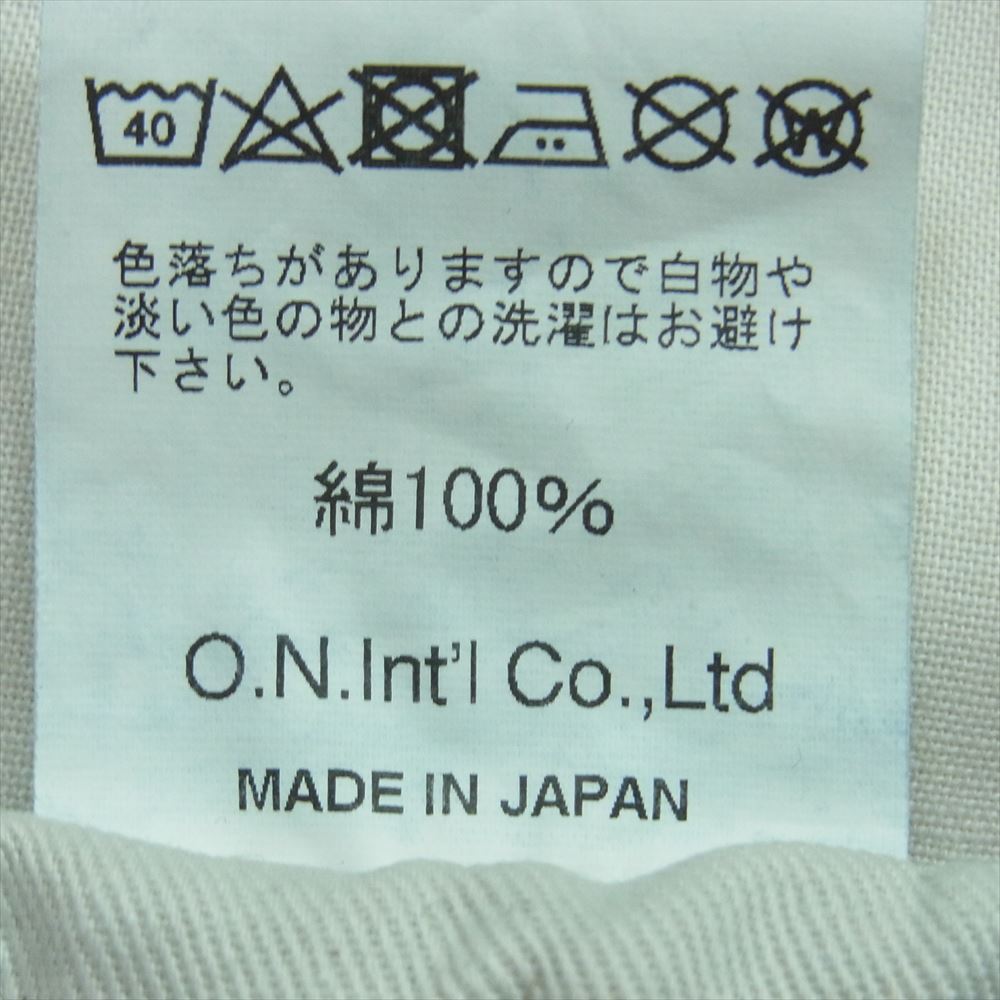 40
W
色落ちがありますので白物や
淡い色の物との洗濯はお避け
下さい。
綿100%
O.N.Int'l Co.,Ltd
MADE IN JAPAN